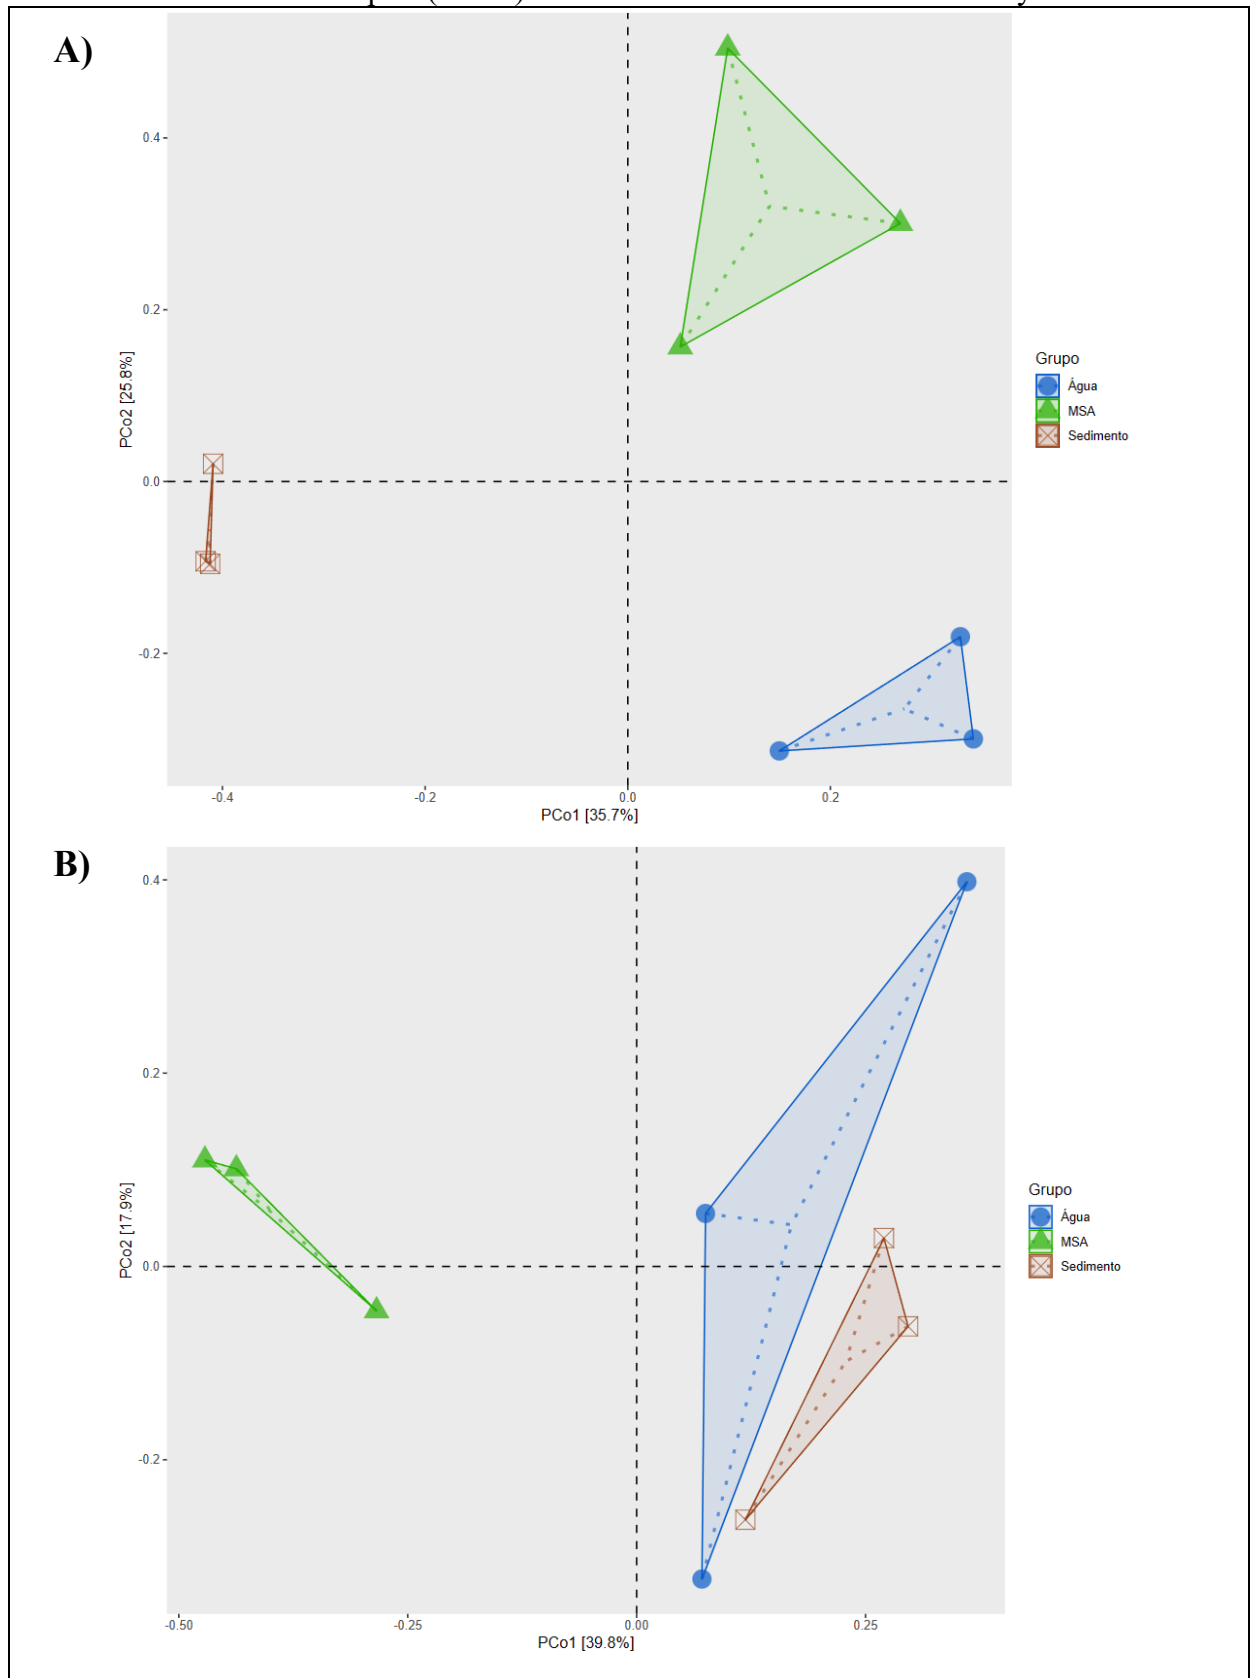 A)
0.4
0.2
0.0
-0.2
PCo2 [25.8%]
-0.4
-0.2
0.0
0.2
PCo1 [35.7%]
Grupo
Água
MSA
Sedimento
B)
0.4
0.2
0.0
-0.2
PCo2 [17.9%]
-0.50
-0.25
0.00
0.25
PCo1 [39.8%]
Grupo
Água
MSA
Sedimento